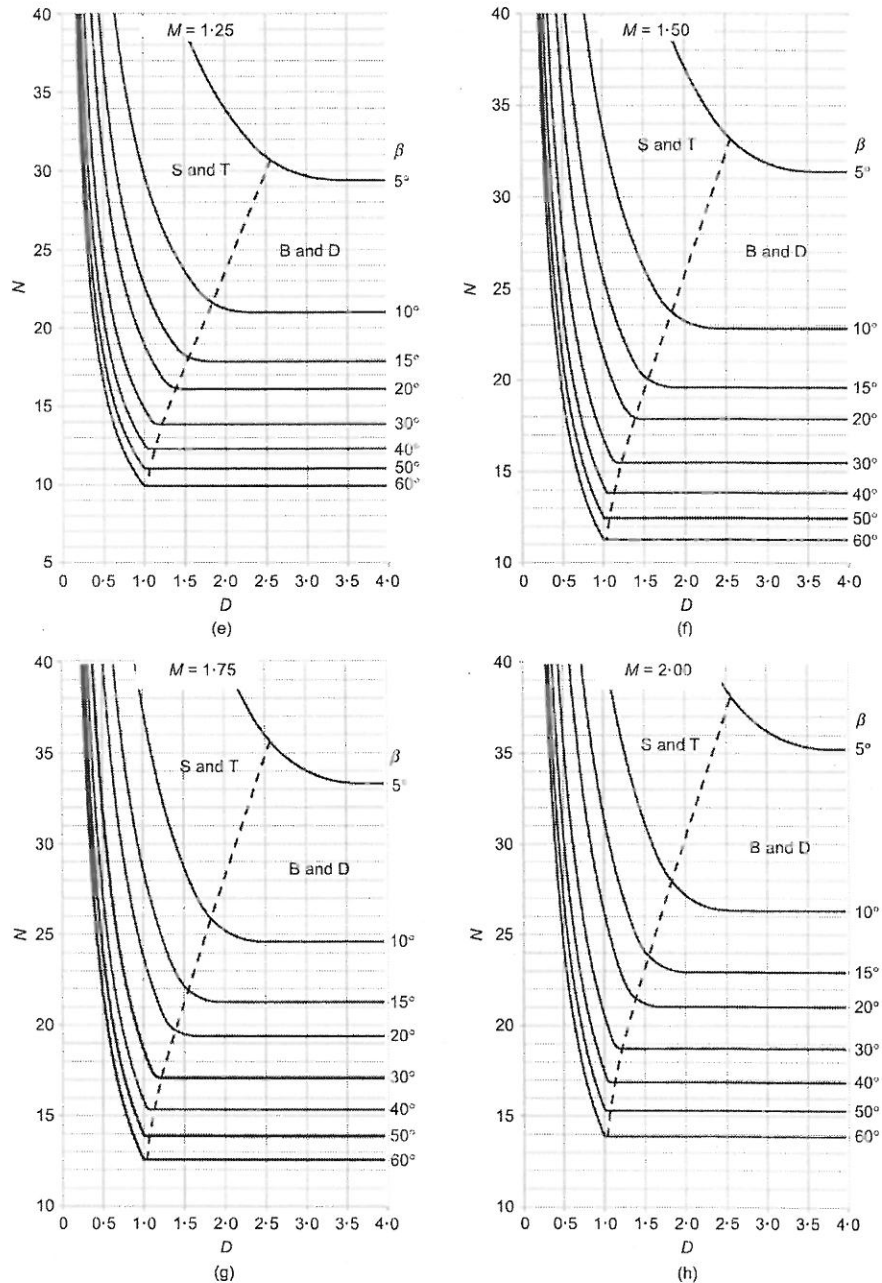 M = 1·25
40
35
30
25
20
15
10
5
N
S and T
B and D
β
5°
10°
15°
20°
30°
40°
50°
60°
0 0·5 1·0 1·5 2·0 2·5 3·0 3·5 4·0
D
(e)
M = 1·50
40
35
30
25
20
15
10
N
S and T
B and D
β
5°
10°
15°
20°
30°
40°
50°
60°
0 0·5 1·0 1·5 2·0 2·5 3·0 3·5 4·0
D
(f)
M = 1·75
40
35
30
25
20
15
10
N
S and T
B and D
β
5°
10°
15°
20°
30°
40°
50°
60°
0 0·5 1·0 1·5 2·0 2·5 3·0 3·5 4·0
D
(g)
M = 2·00
40
35
30
25
20
15
10
N
S and T
B and D
β
5°
10°
15°
20°
30°
40°
50°
60°
0 0·5 1·0 1·5 2·0 2·5 3·0 3·5 4·0
D
(h)